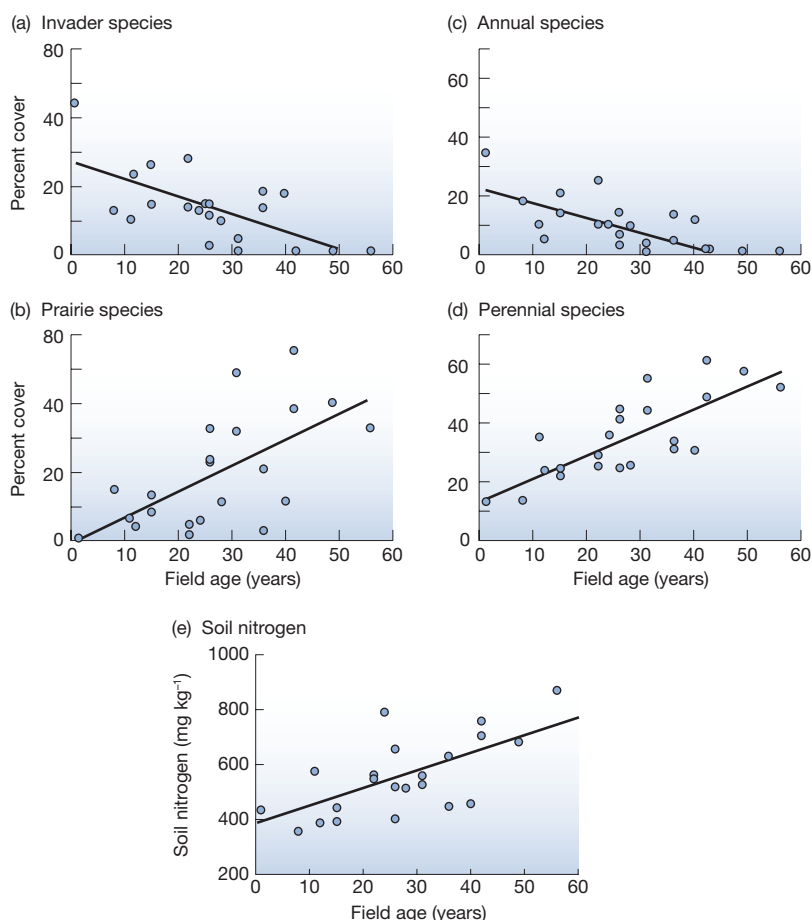 (a) Invader species
80
40
20
0
Percent cover
0 10 20 30 40 50 60
(c) Annual species
60
40
20
0
0 10 20 30 40 50 60
(b) Prairie species
80
40
20
0
Percent cover
0 10 20 30 40 50 60
Field age (years)
(d) Perennial species
60
40
20
0
0 10 20 30 40 50 60
Field age (years)
(e) Soil nitrogen
1000
800
600
400
200
Soil nitrogen (mg kg⁻¹)
0 10 20 30 40 50 60
Field age (years)